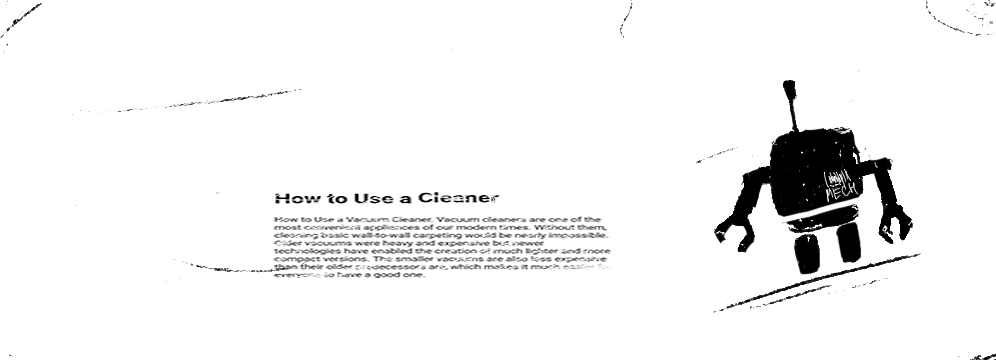 How to Use a Cleaner
How to Use a Vacuum Cleaner. Vacuum cleaners are one of the
most convenient appliances of our modern times. Without them,
cleaning basic wall-to-wall carpeting would be nearly impossible.
Older vacuums were heavy and expensive but newer
technologies have enabled the creation of much lighter and more
compact versions. The smaller vacuums are also less expensive
than their older predecessors are, which makes it much easier for
everyone to have a good one.
MECH